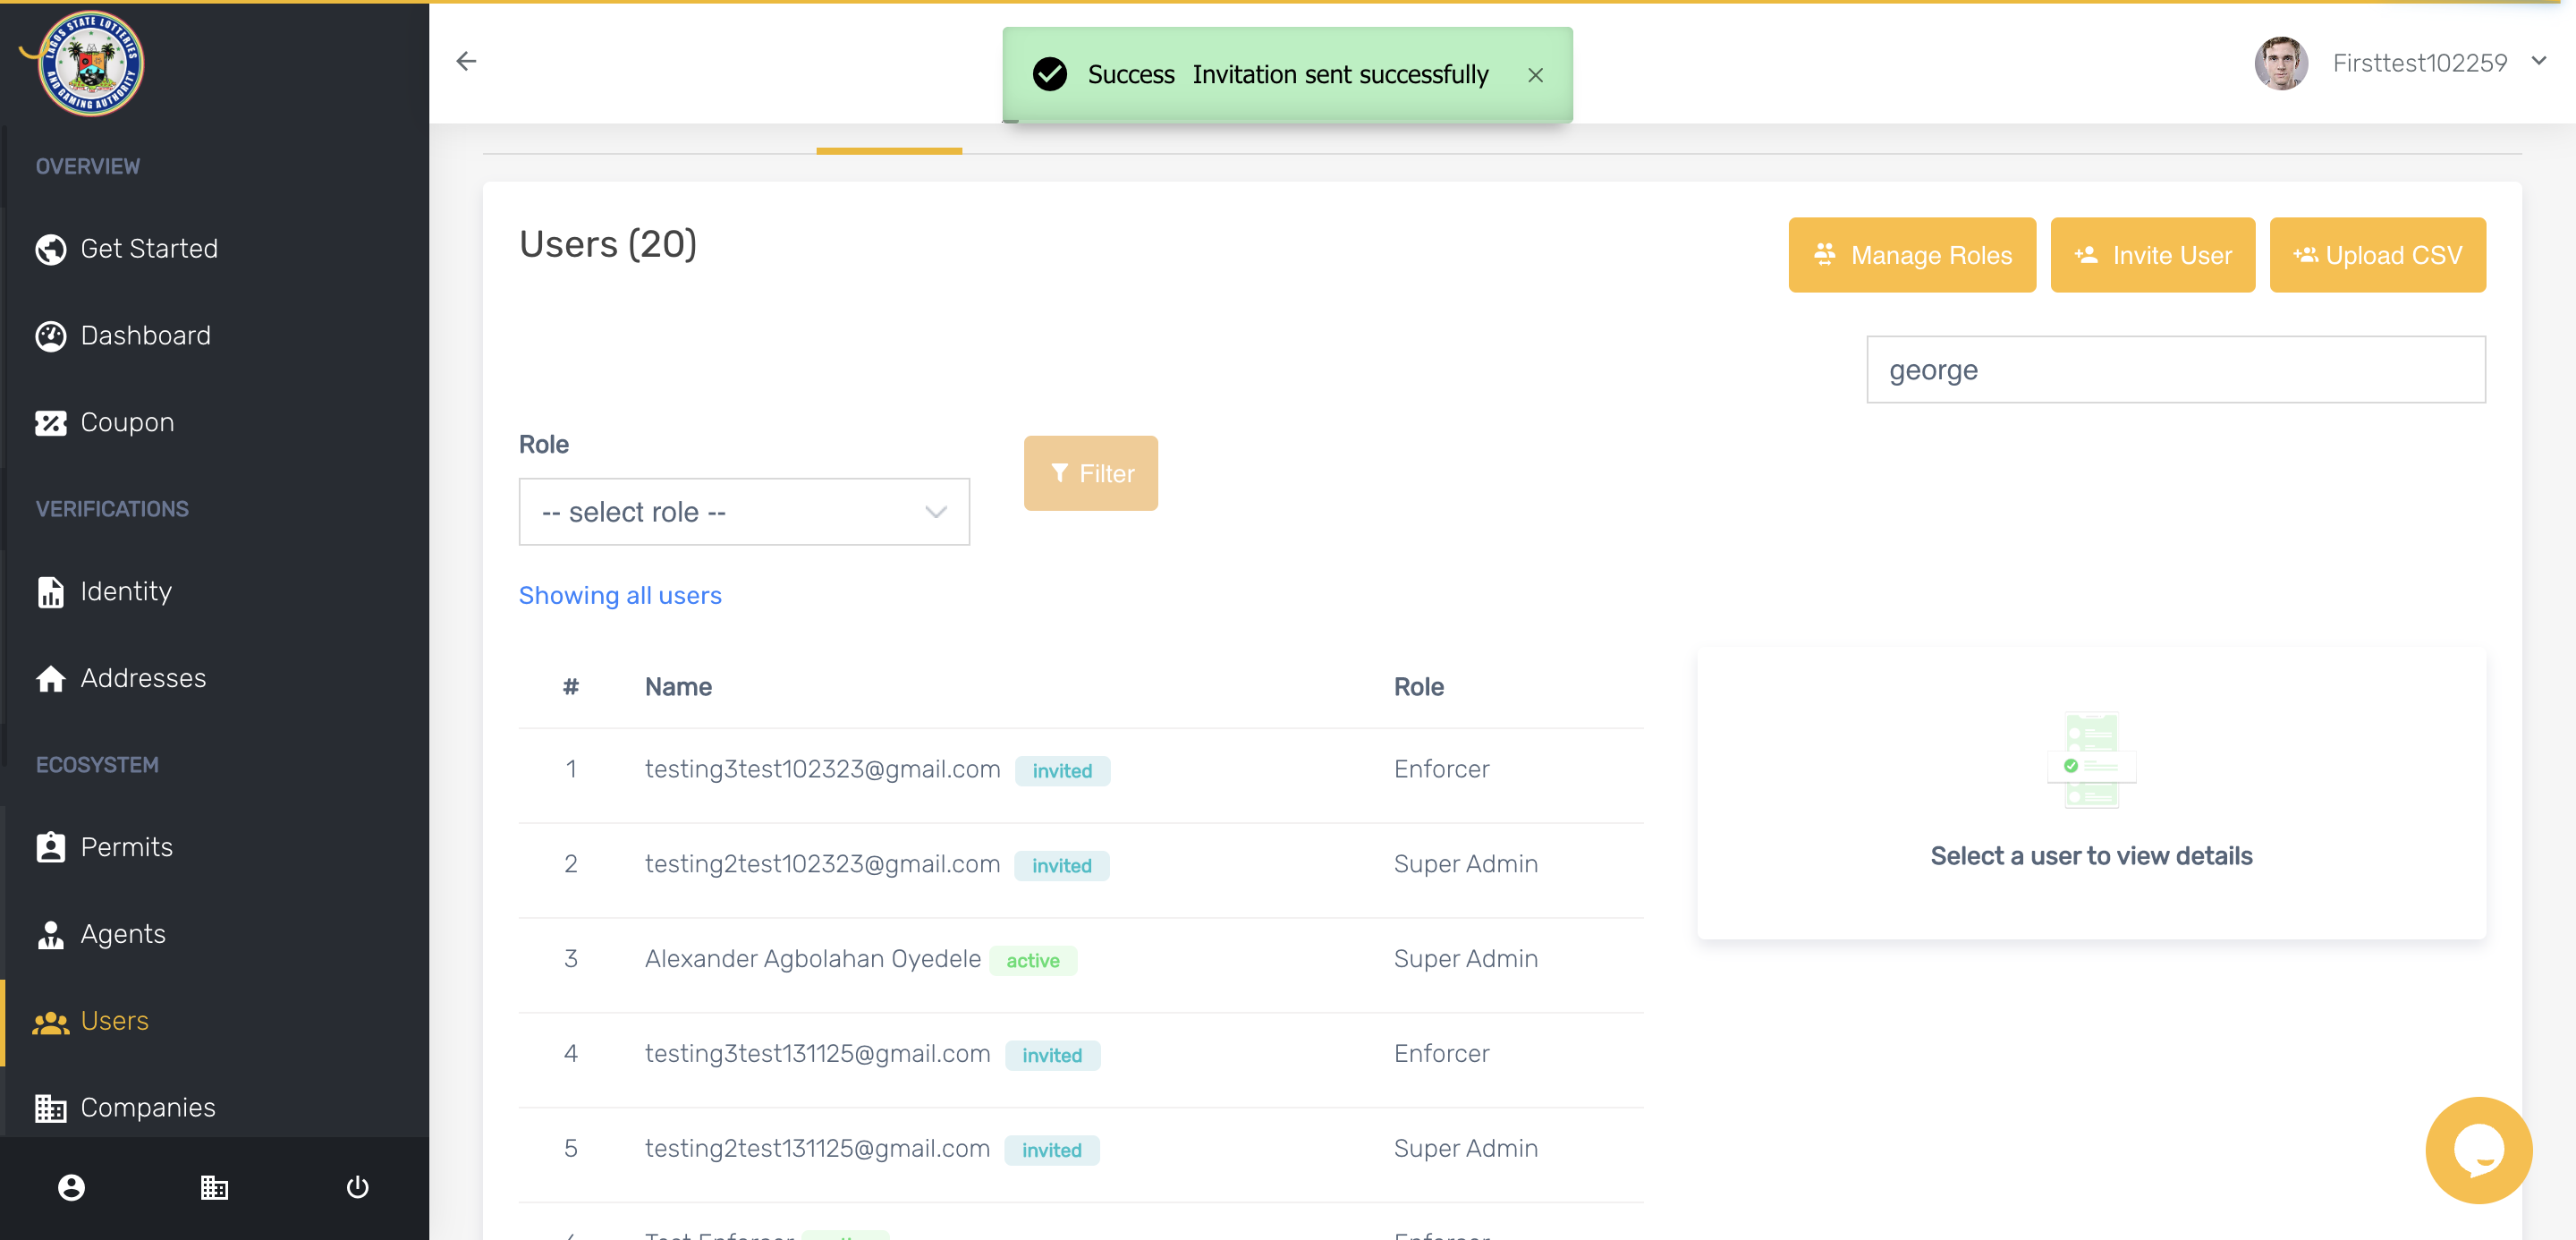 LAGOS STATE LOTTERIES
AND GAMING AUTHORITY
Success Invitation sent successfully
Firsttest102259
OVERVIEW
Get Started
Dashboard
Coupon
VERIFICATIONS
Identity
Addresses
ECOSYSTEM
Permits
Agents
Users
Companies
Users (20)
Manage Roles
Invite User
Upload CSV
george
Role
-- select role --
Filter
Showing all users
# Name Role
1 testing3test102323@gmail.com invited Enforcer
2 testing2test102323@gmail.com invited Super Admin
3 Alexander Agbolahan Oyedele active Super Admin
4 testing3test131125@gmail.com invited Enforcer
5 testing2test131125@gmail.com invited Super Admin
Test Enforcer Enforcer
Select a user to view details